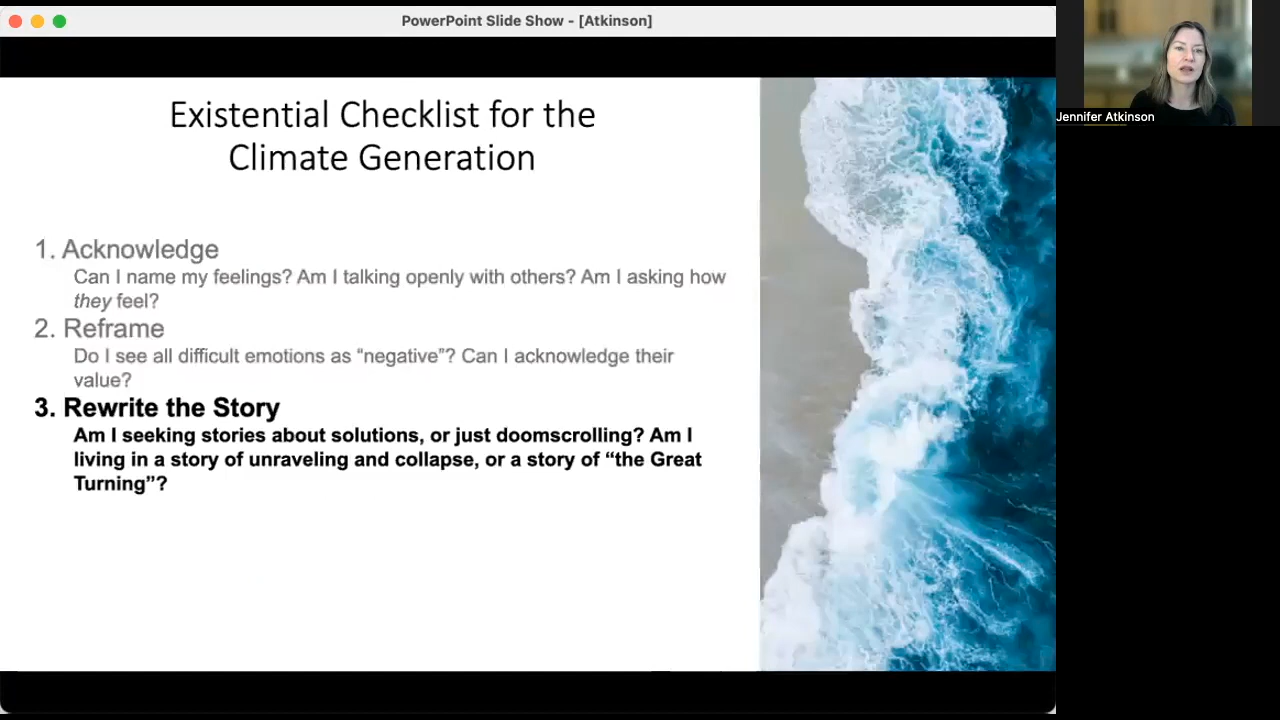 PowerPoint Slide Show - [Atkinson]
Jennifer Atkinson
Existential Checklist for the
Climate Generation
1. Acknowledge
Can I name my feelings? Am I talking openly with others? Am I asking how
they feel?
2. Reframe
Do I see all difficult emotions as “negative”? Can I acknowledge their
value?
3. Rewrite the Story
Am I seeking stories about solutions, or just doomscrolling? Am I
living in a story of unraveling and collapse, or a story of “the Great
Turning”?